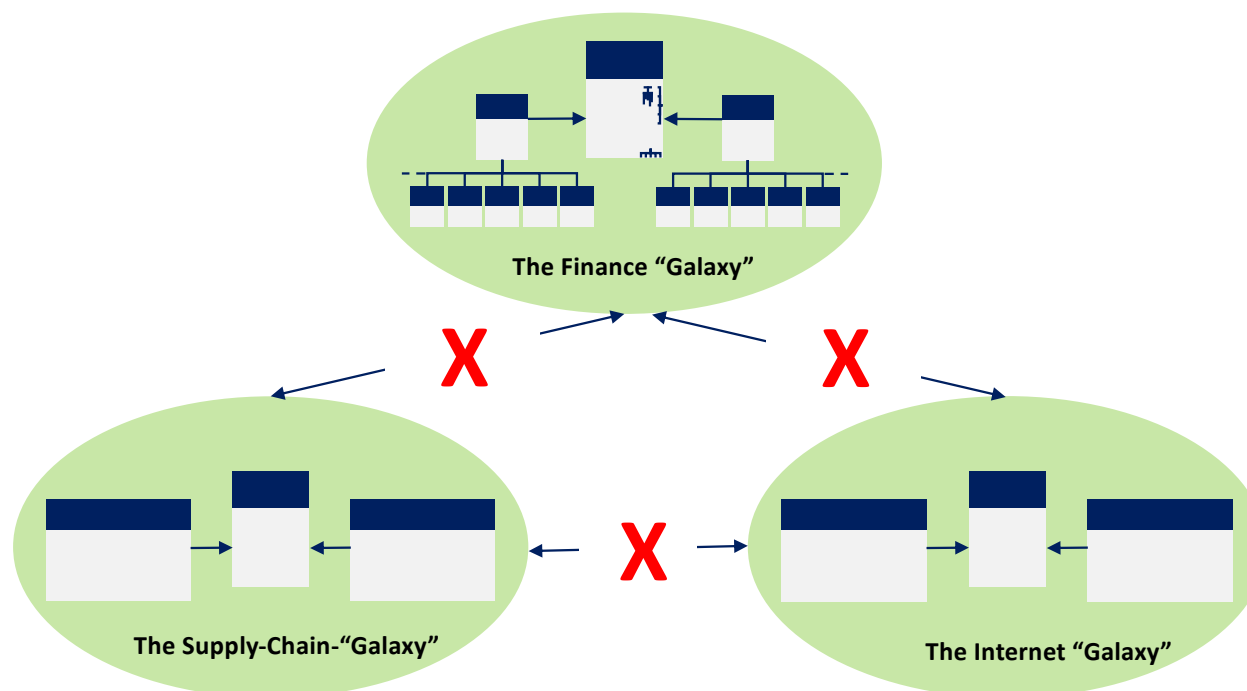 The Finance “Galaxy”
X
X
X
The Supply-Chain-“Galaxy”
The Internet “Galaxy”